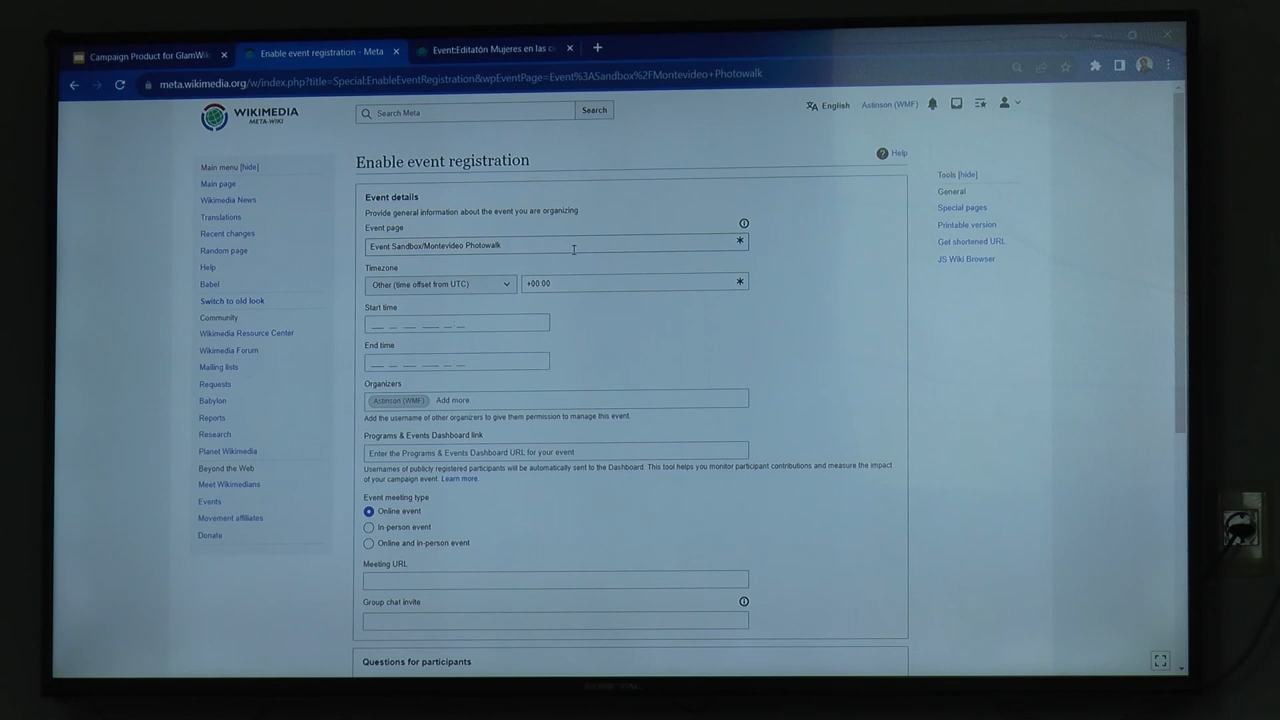 Campaign Product for GlamWiki
Enable event registration - Meta
Event:Editatón Mujeres en las c
meta.wikimedia.org/w/index.php?title=Special:EnableEventRegistration&wpEventPage=Event%3ASandbox%2FMontevideo+Photowalk
WIKIMEDIA
META-WIKI
Search Meta
Search
English
Astinson (WMF)
Enable event registration
Help
Main menu [hide]
Main page
Wikimedia News
Translations
Recent changes
Random page
Help
Babel
Switch to old look
Community
Wikimedia Resource Center
Wikimedia Forum
Mailing lists
Requests
Babylon
Reports
Research
Planet Wikimedia
Beyond the Web
Meet Wikimedians
Events
Movement affiliates
Donate
Event details
Provide general information about the event you are organizing
Event page
Event Sandbox/Montevideo Photowalk
Timezone
Other (time offset from UTC)
+00:00
Start time
End time
Organizers
Astinson (WMF) Add more
Add the username of other organizers to give them permission to manage this event.
Programs & Events Dashboard link
Enter the Programs & Events Dashboard URL for your event
Usernames of publicly registered participants will be automatically sent to the Dashboard. This tool helps you monitor participant contributions and measure the impact
of your campaign event. Learn more.
Event meeting type
Online event
In-person event
Online and in-person event
Meeting URL
Group chat invite
Questions for participants
Tools [hide]
General
Special pages
Printable version
Get shortened URL
JS Wiki Browser